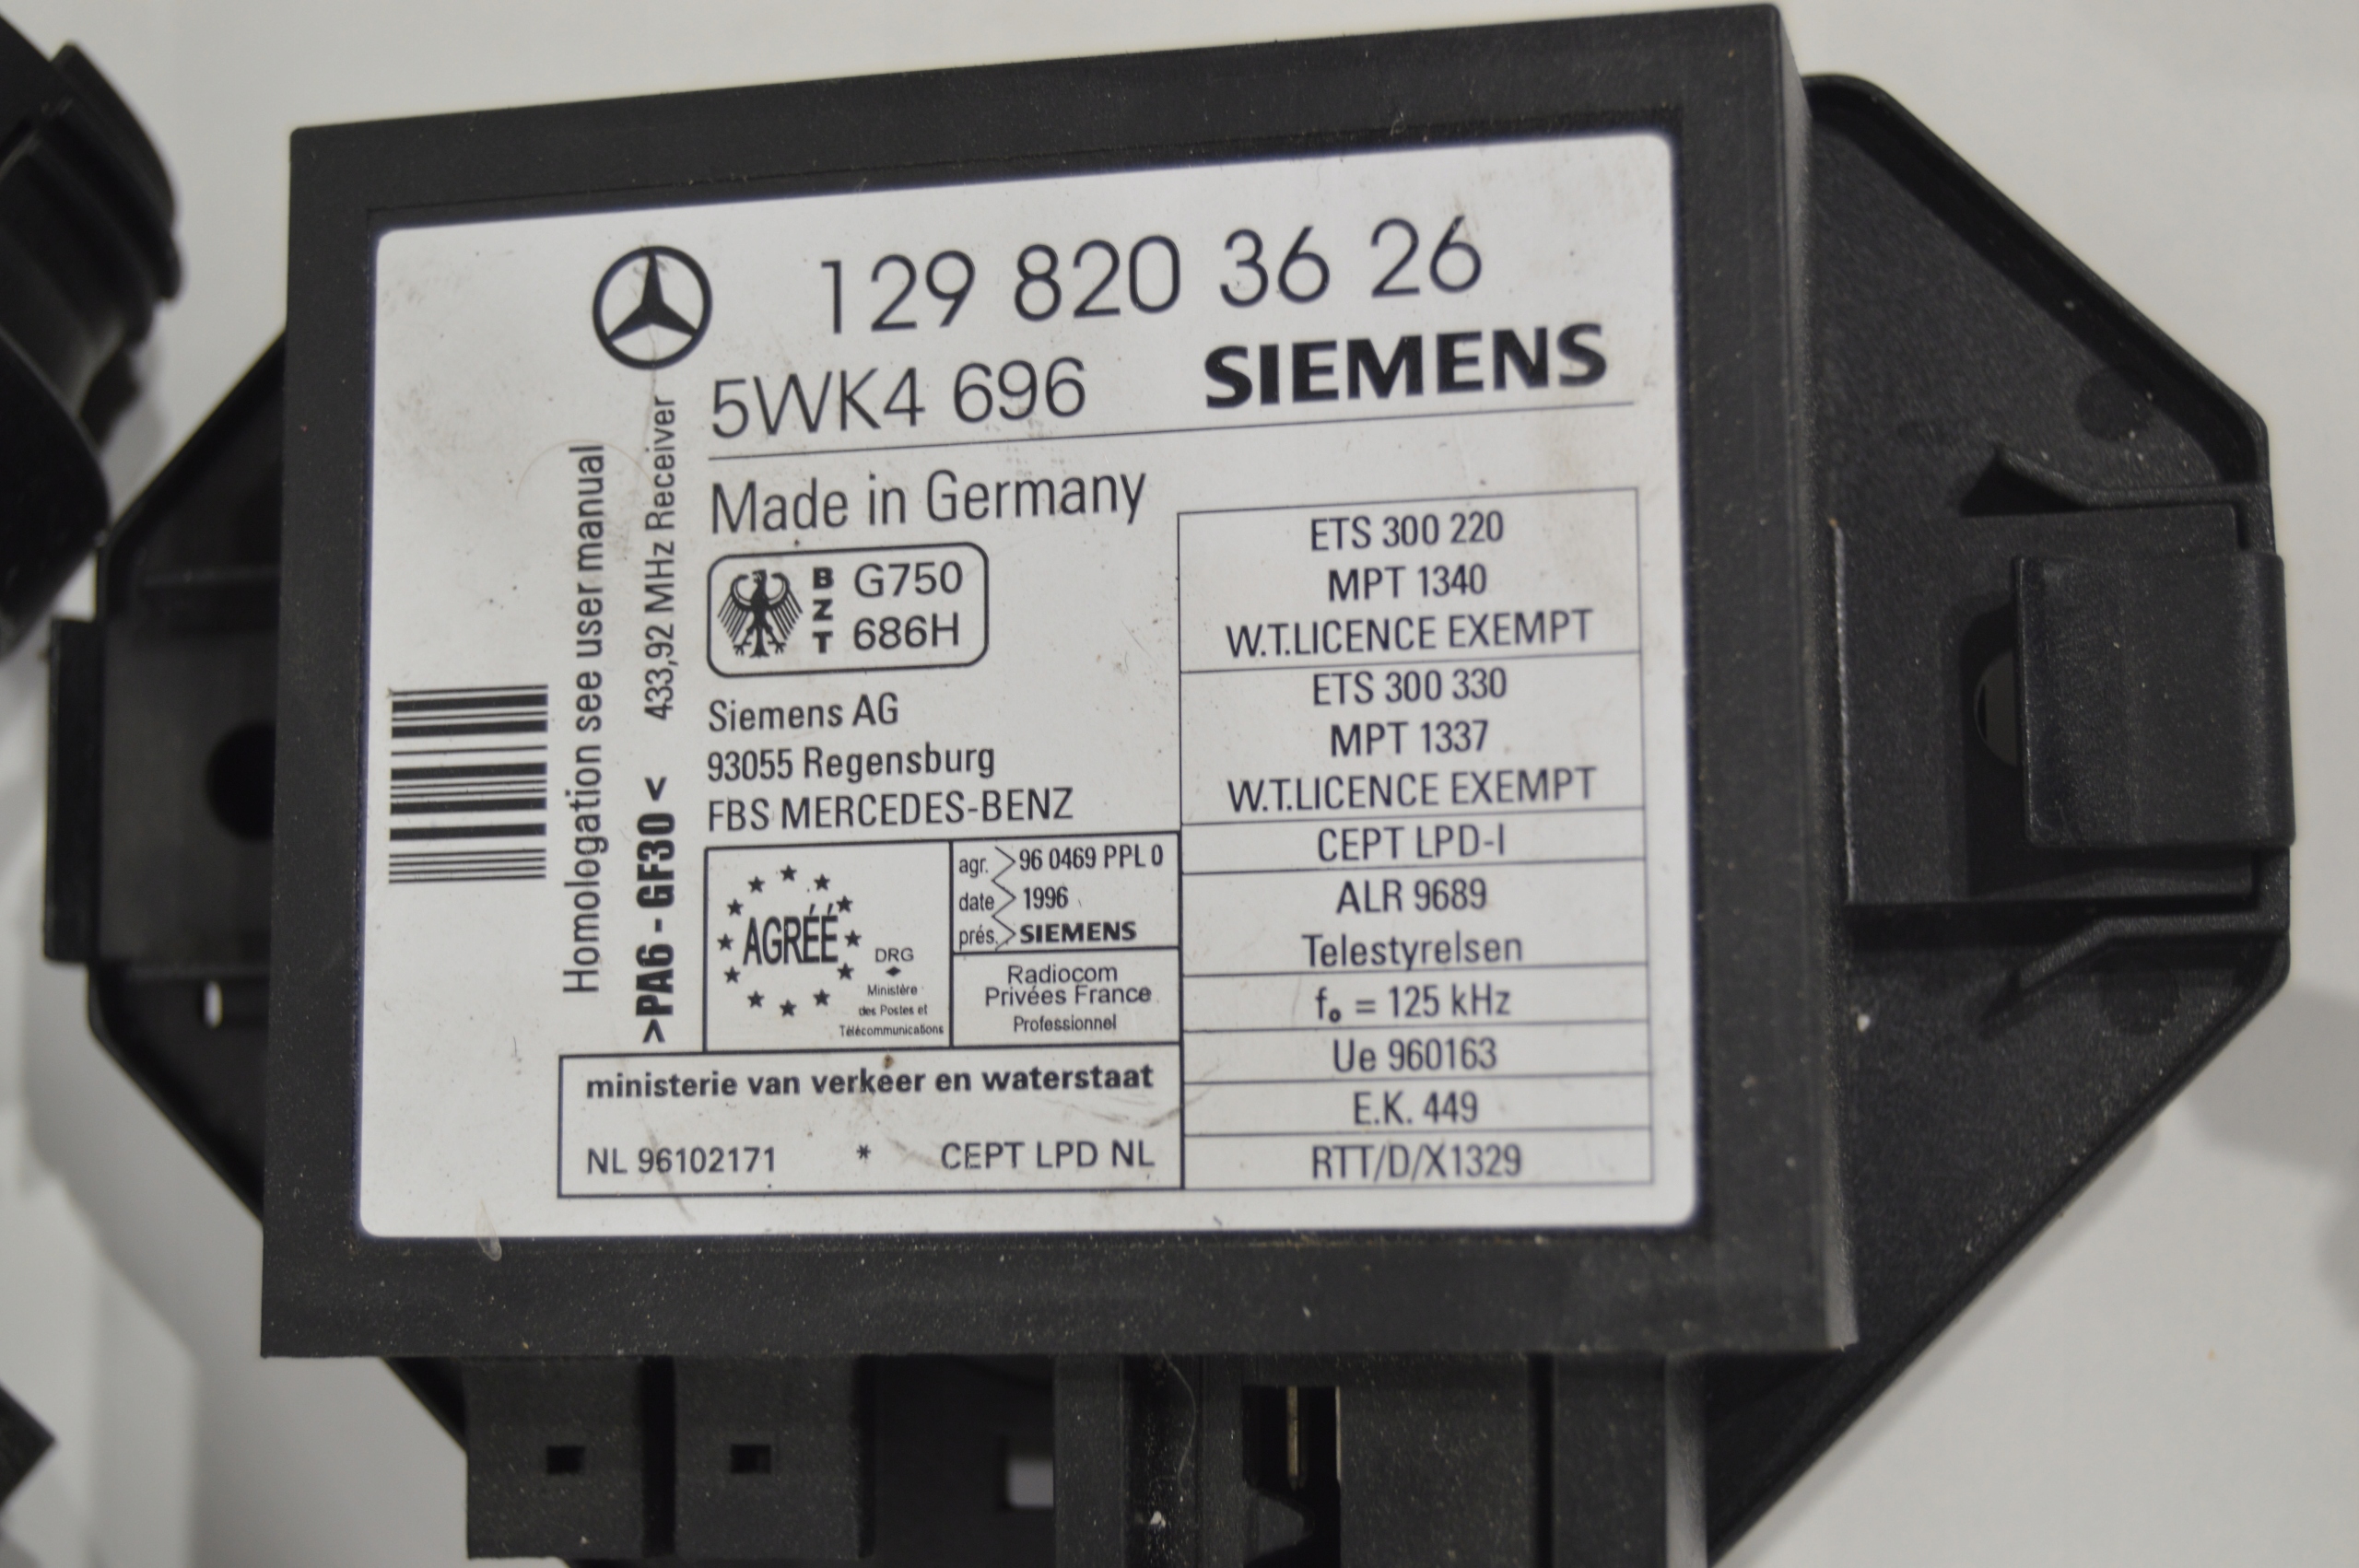 129 820 36 26
5WK4 696 SIEMENS
Made in Germany
BZT
G750
686H
Siemens AG
93055 Regensburg
FBS MERCEDES-BENZ
Homologation see user manual
>PA6 - GF30 < 433,92 MHz Receiver
AGRÉÉ
DRG
Ministère
des Postes et
Télécommunications
agr. 96 0469 PPL 0
date 1996
prés. SIEMENS
Radiocom
Privées France
Professionnel
ministerie van verkeer en waterstaat
NL 96102171 * CEPT LPD NL
ETS 300 220
MPT 1340
W.T.LICENCE EXEMPT
ETS 300 330
MPT 1337
W.T.LICENCE EXEMPT
CEPT LPD-I
ALR 9689
Telestyrelsen
fo = 125 kHz
Ue 960163
E.K. 449
RTT/D/X1329